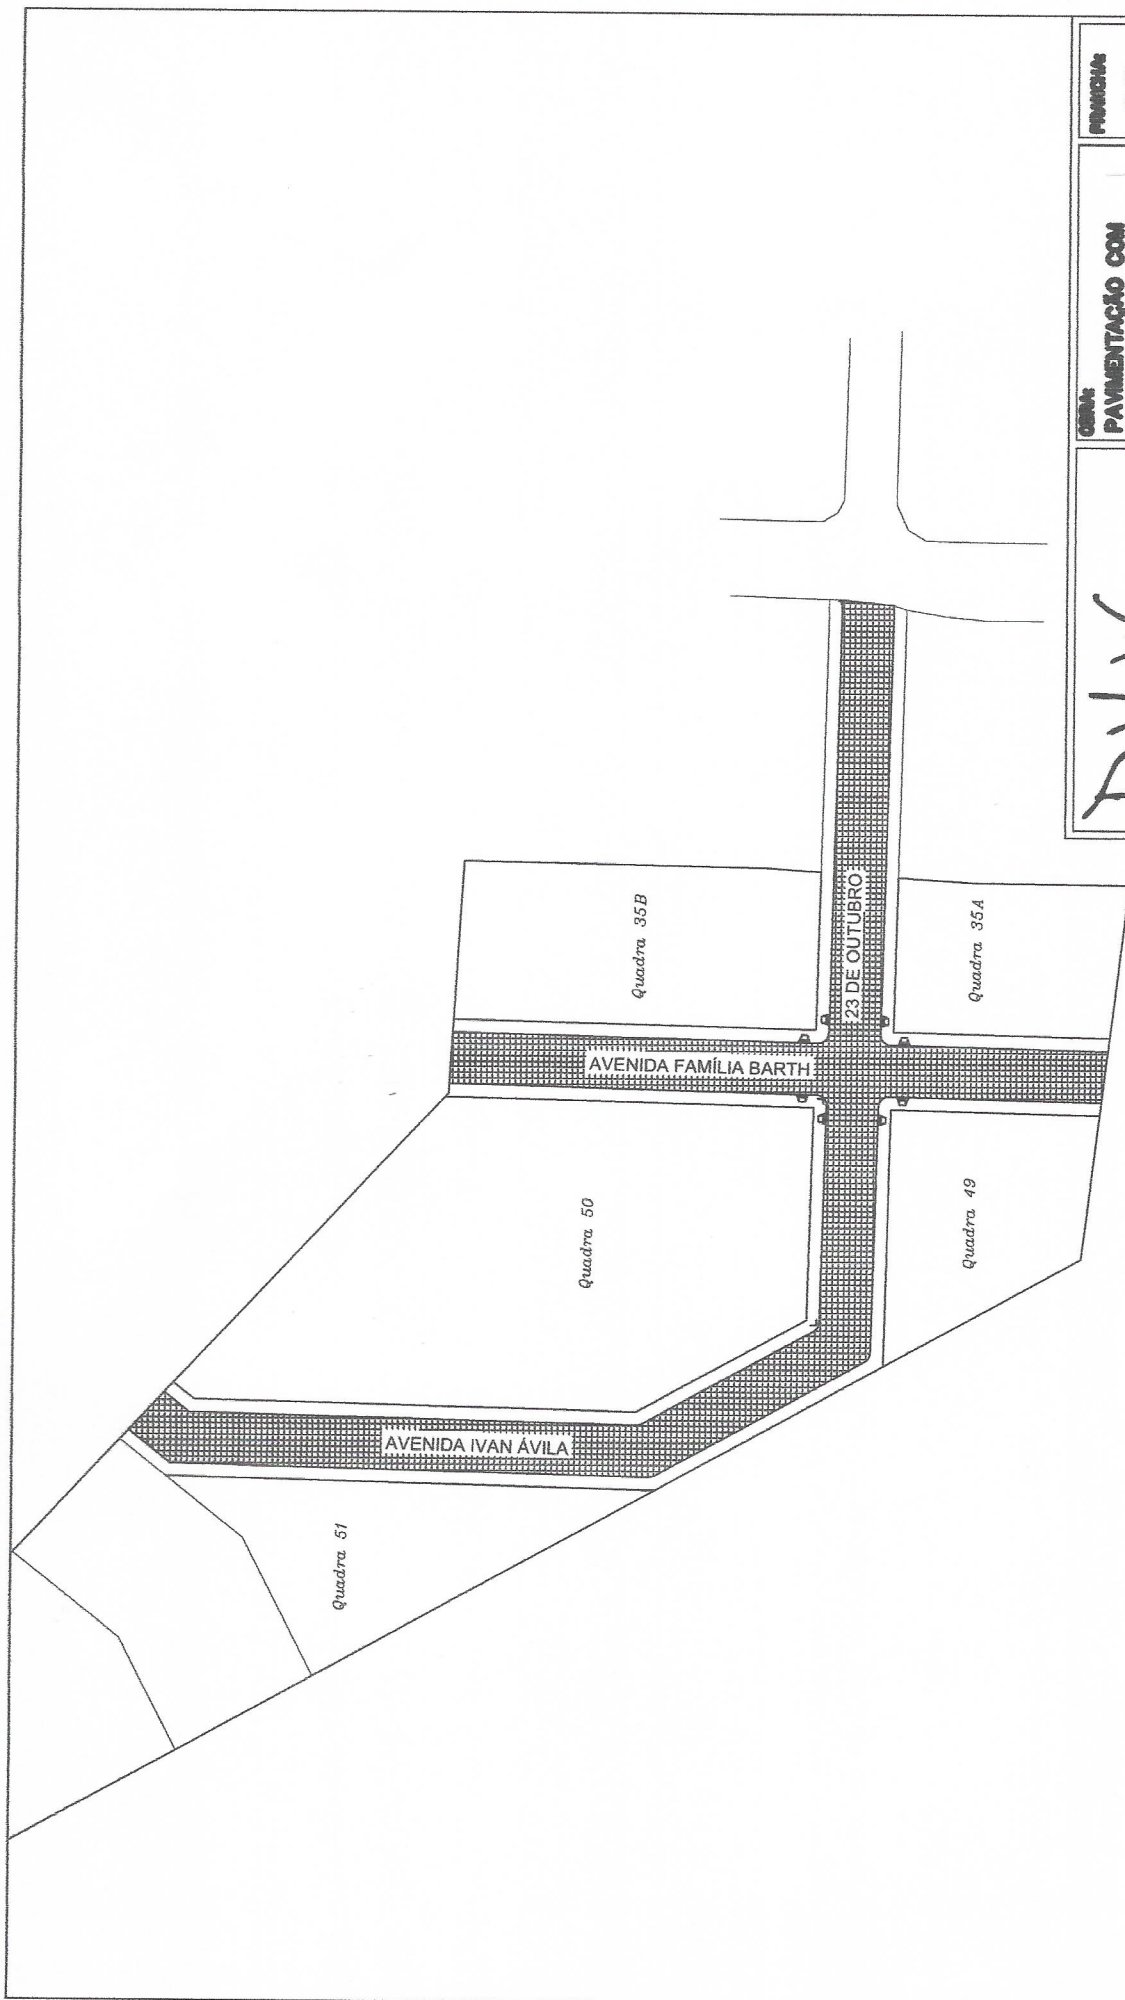 PRANCHA:
OBRA:
PAVIMENTAÇÃO COM
Quadra 35B
23 DE OUTUBRO
Quadra 35A
AVENIDA FAMÍLIA BARTH
Quadra 50
Quadra 49
AVENIDA IVAN ÁVILA
Quadra 51